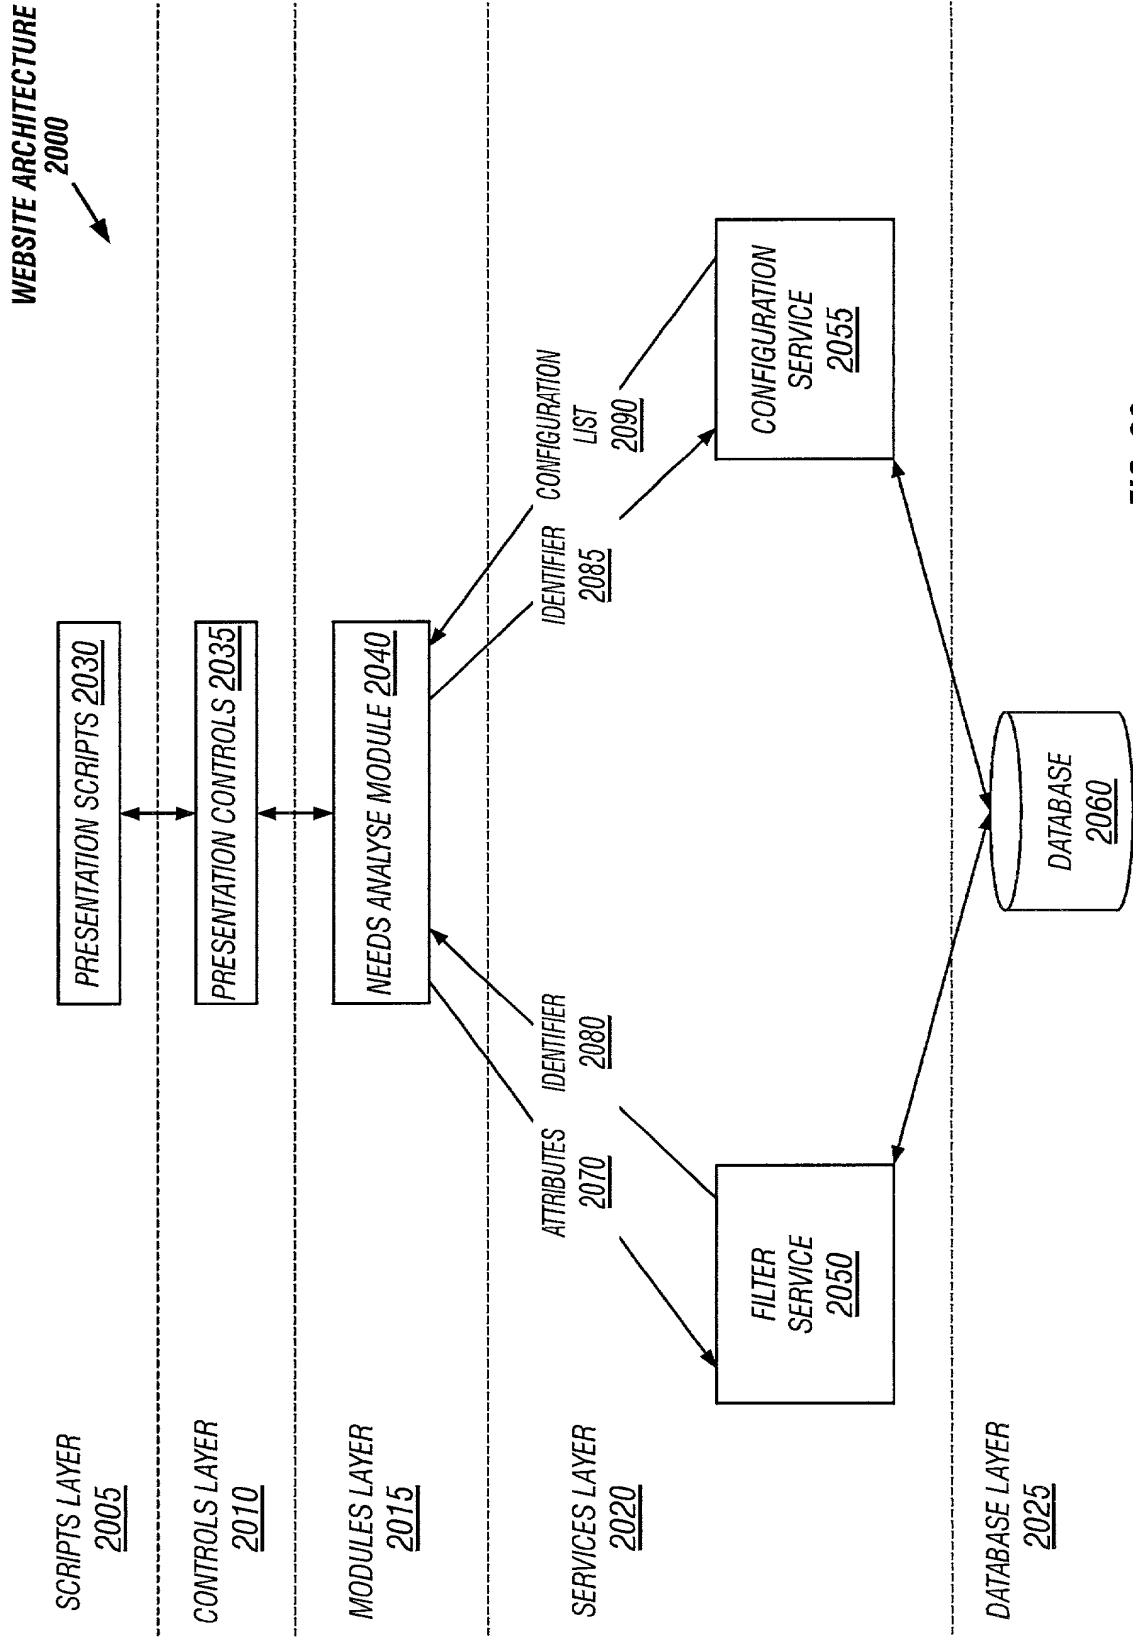 WEBSITE ARCHITECTURE
2000
SCRIPTS LAYER
2005
PRESENTATION SCRIPTS 2030
CONTROLS LAYER
2010
PRESENTATION CONTROLS 2035
MODULES LAYER
2015
NEEDS ANALYSE MODULE 2040
SERVICES LAYER
2020
ATTRIBUTES
2070
IDENTIFIER
2080
IDENTIFIER
2085
CONFIGURATION
LIST
2090
FILTER
SERVICE
2050
CONFIGURATION
SERVICE
2055
DATABASE LAYER
2025
DATABASE
2060